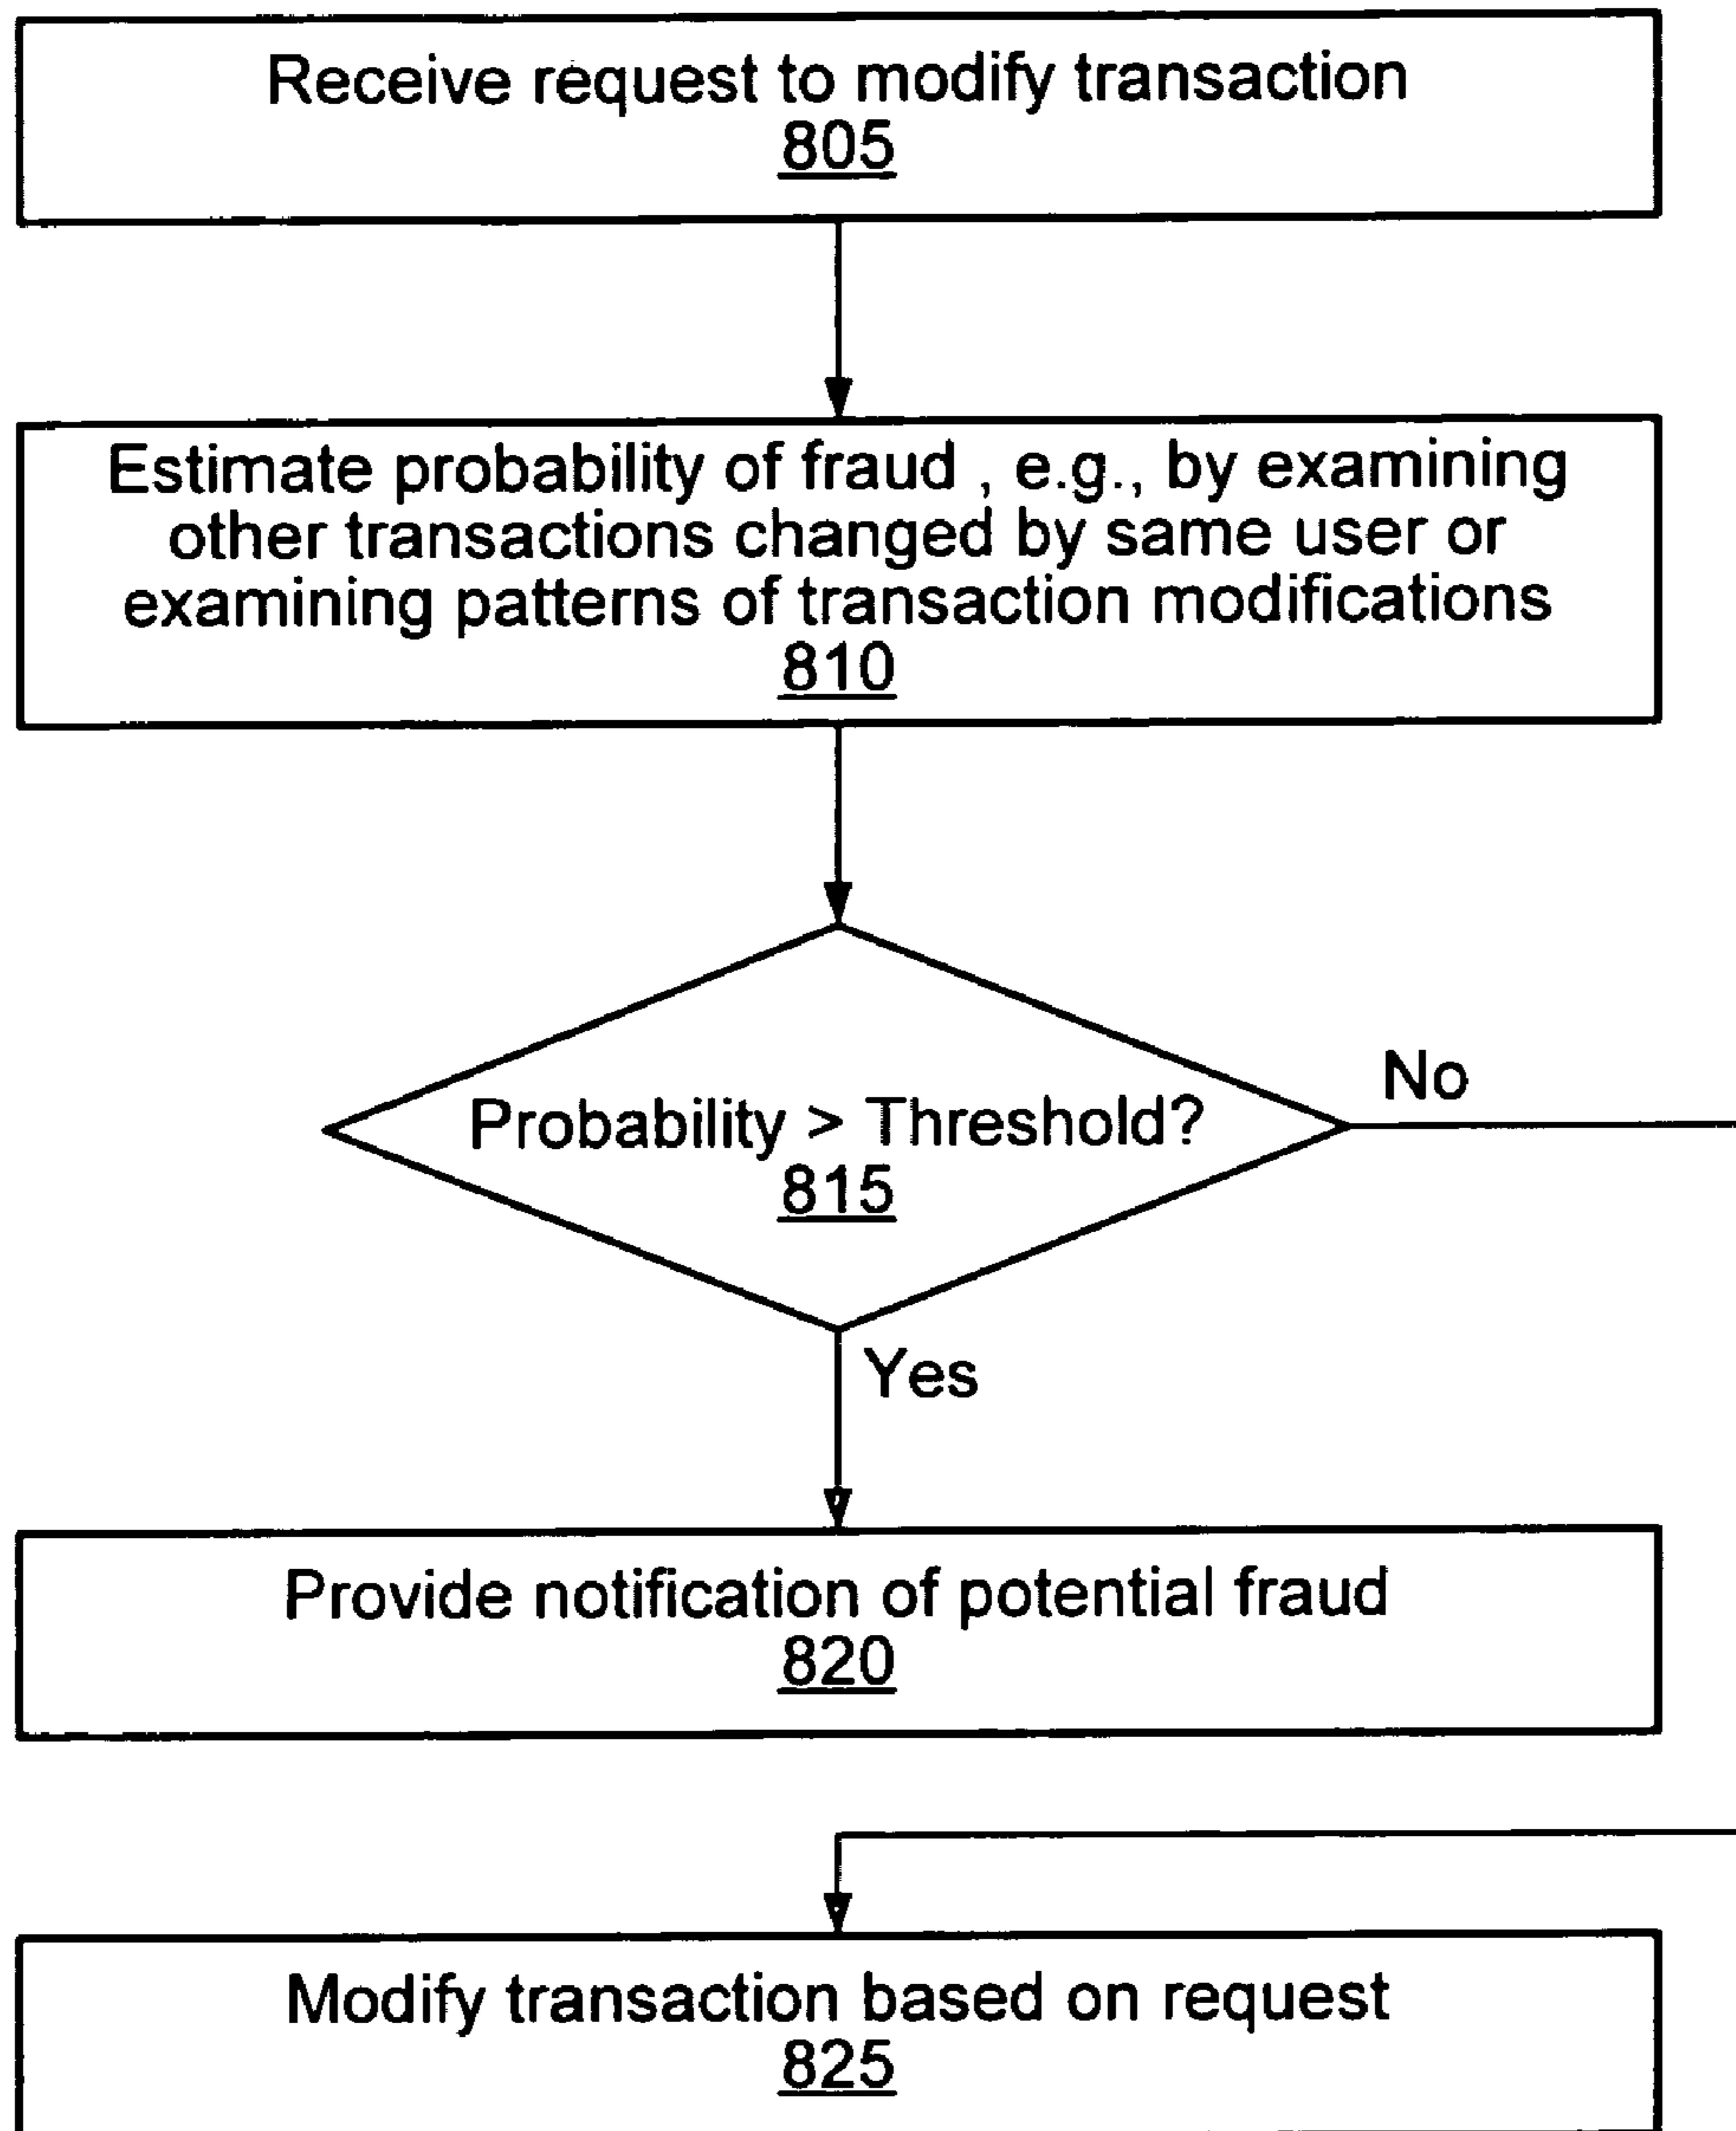 Receive request to modify transaction
805
Estimate probability of fraud , e.g., by examining
other transactions changed by same user or
examining patterns of transaction modifications
810
No
Probability > Threshold?
815
Yes
Provide notification of potential fraud
820
Modify transaction based on request
825